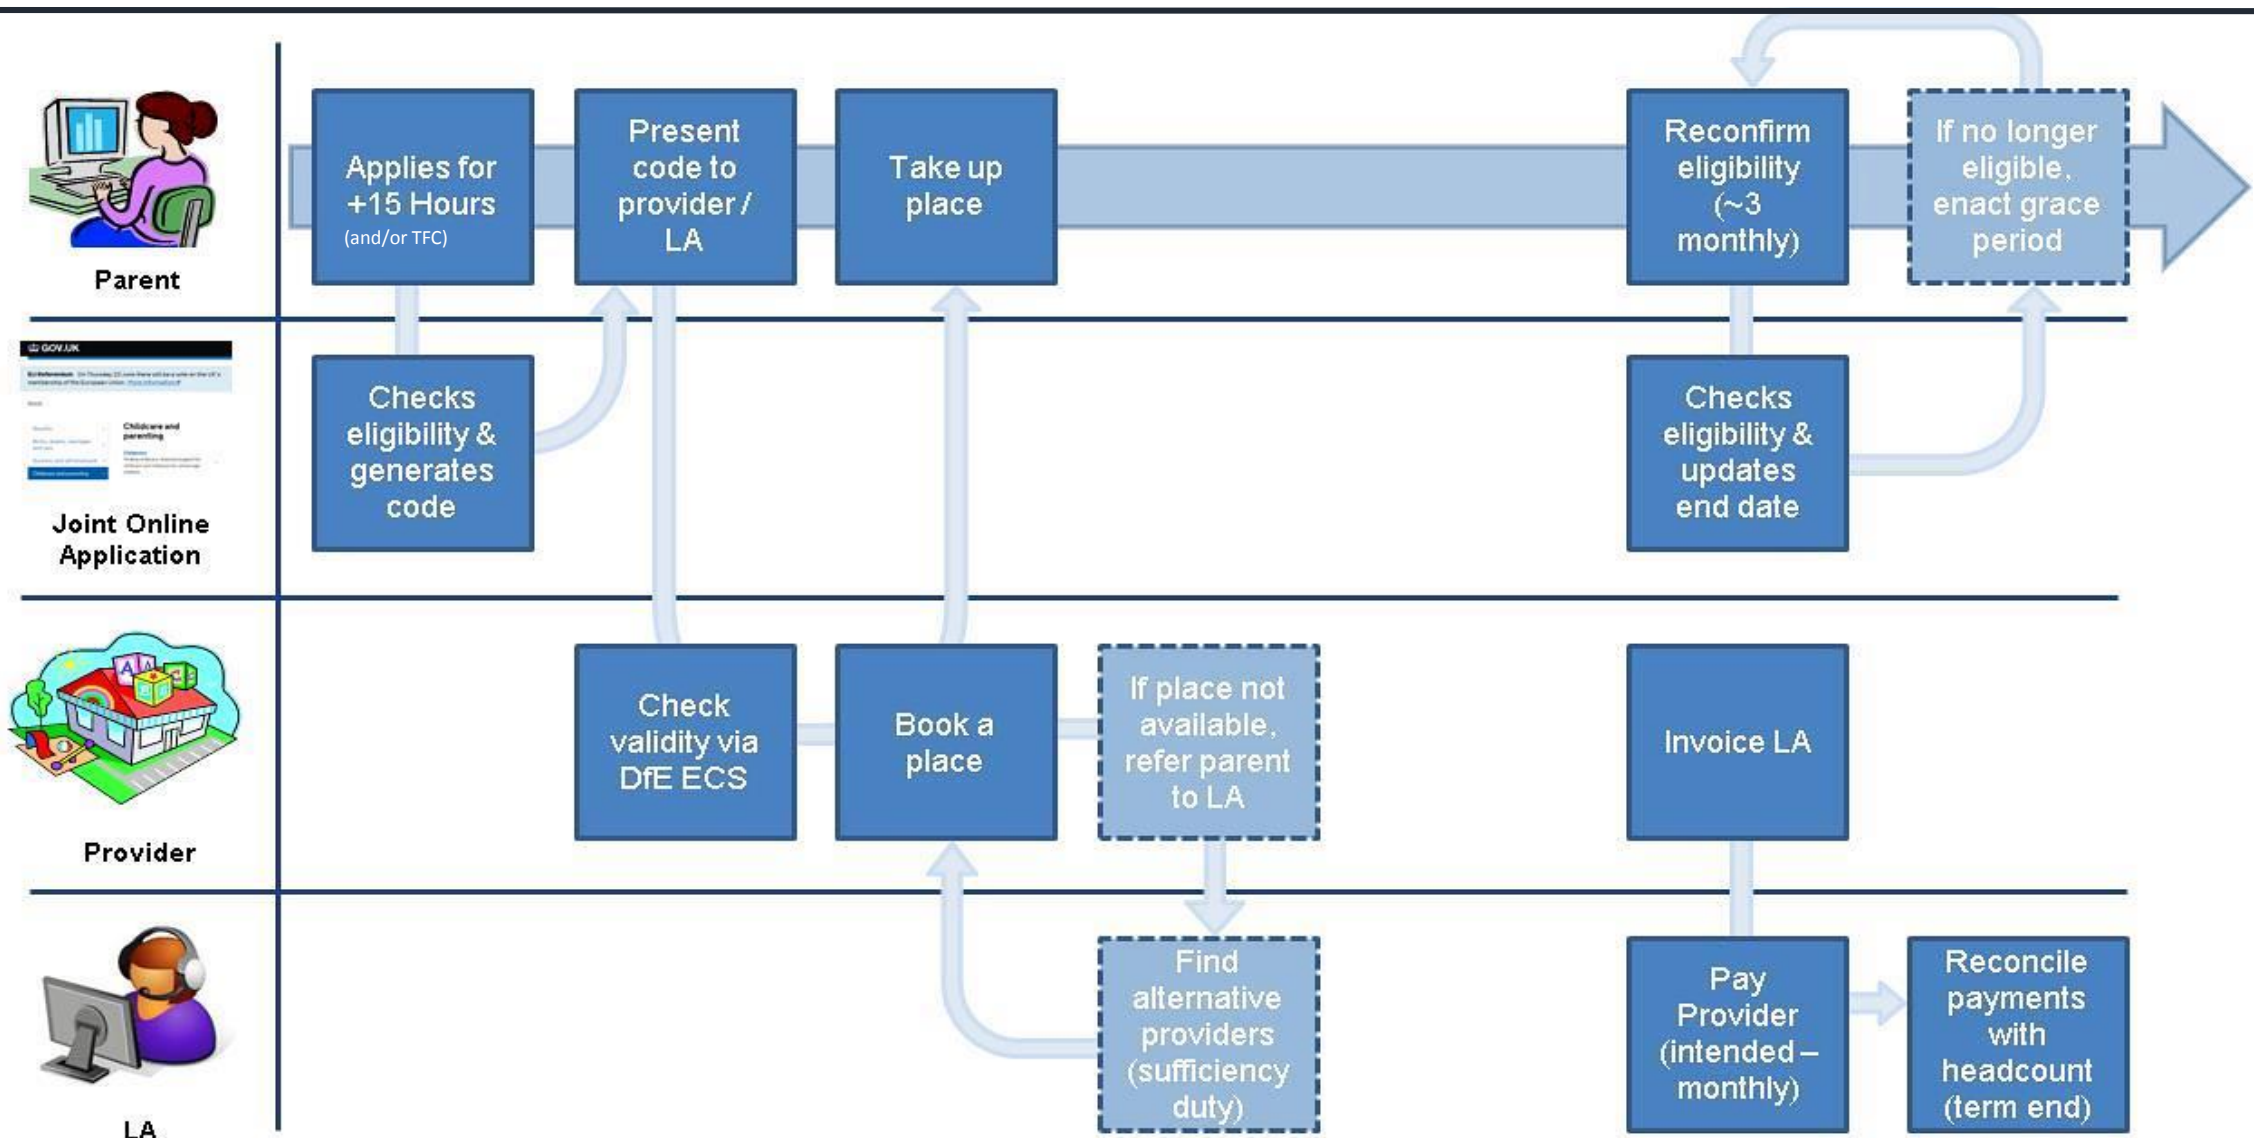 Applies for
+15 Hours
(and/or TFC)
Present
code to
provider /
LA
Take up
place
Reconfirm
eligibility
(~3
monthly)
If no longer
eligible,
enact grace
period
Parent
GOV.UK
Childcare and
parenting
Joint Online
Application
Checks
eligibility &
generates
code
Checks
eligibility &
updates
end date
Provider
Check
validity via
DfE ECS
Book a
place
If place not
available,
refer parent
to LA
Invoice LA
LA
Find
alternative
providers
(sufficiency
duty)
Pay
Provider
(intended –
monthly)
Reconcile
payments
with
headcount
(term end)